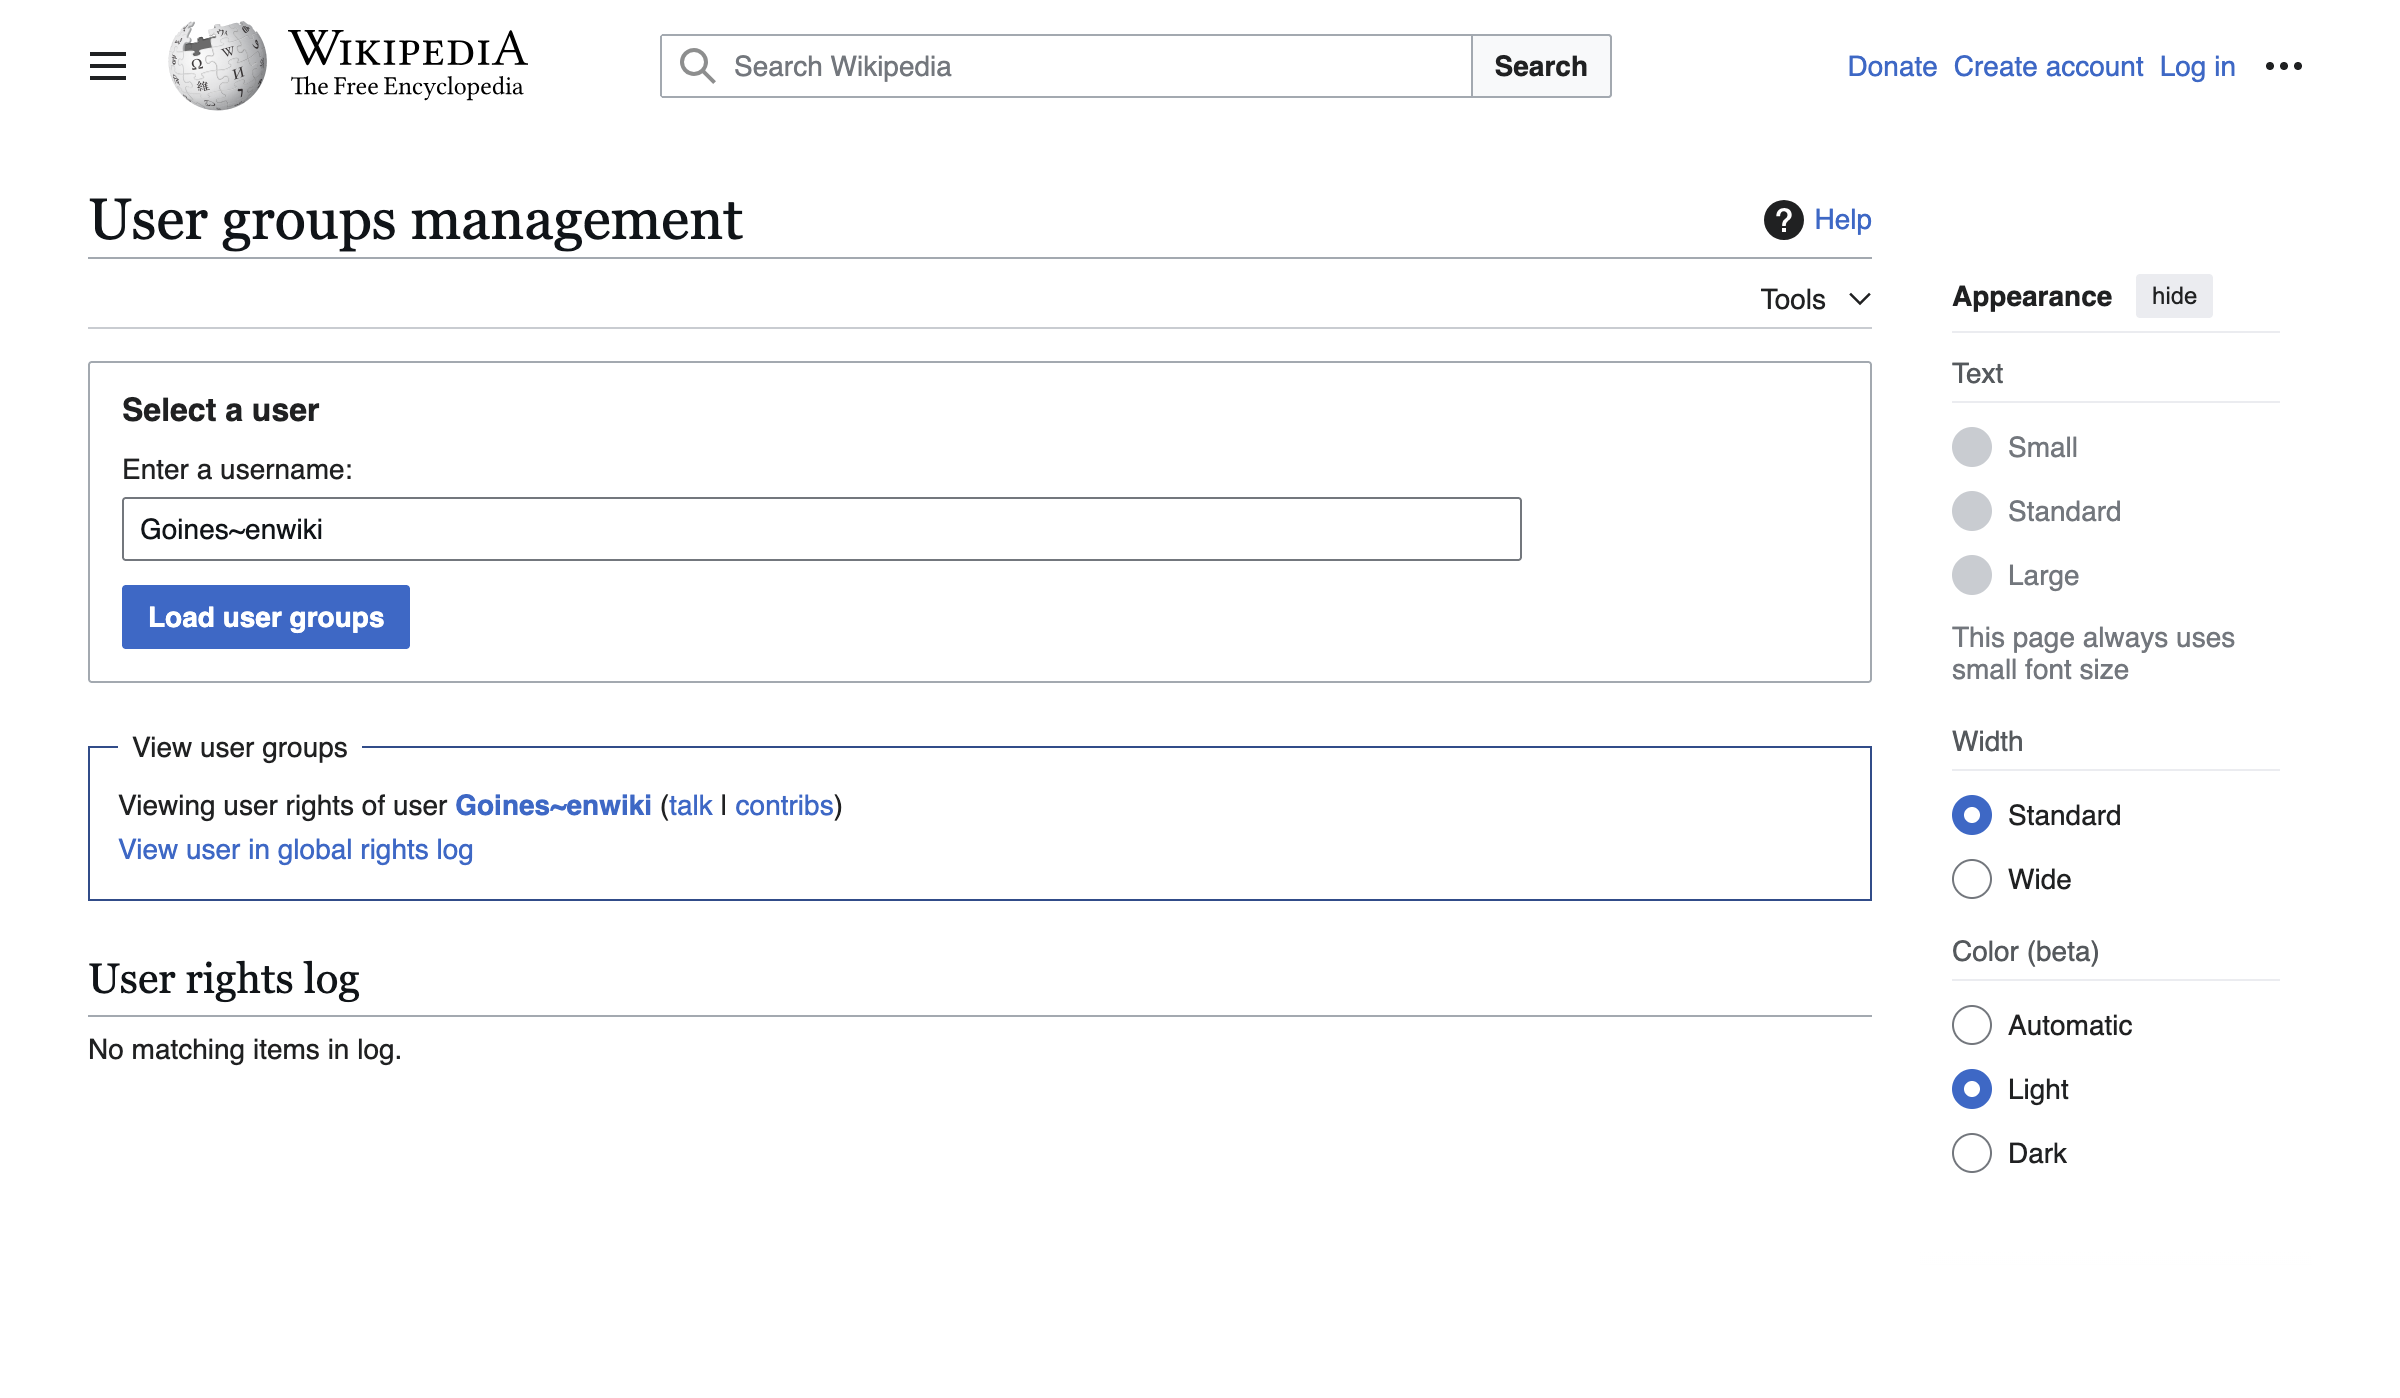 WIKIPEDIA
The Free Encyclopedia
Search Wikipedia
Search
Donate Create account Log in
User groups management
Help
Tools
Select a user
Enter a username:
Goines~enwiki
Load user groups
View user groups
Viewing user rights of user Goines~enwiki (talk | contribs)
View user in global rights log
User rights log
No matching items in log.
Appearance hide
Text
Small
Standard
Large
This page always uses
small font size
Width
Standard
Wide
Color (beta)
Automatic
Light
Dark